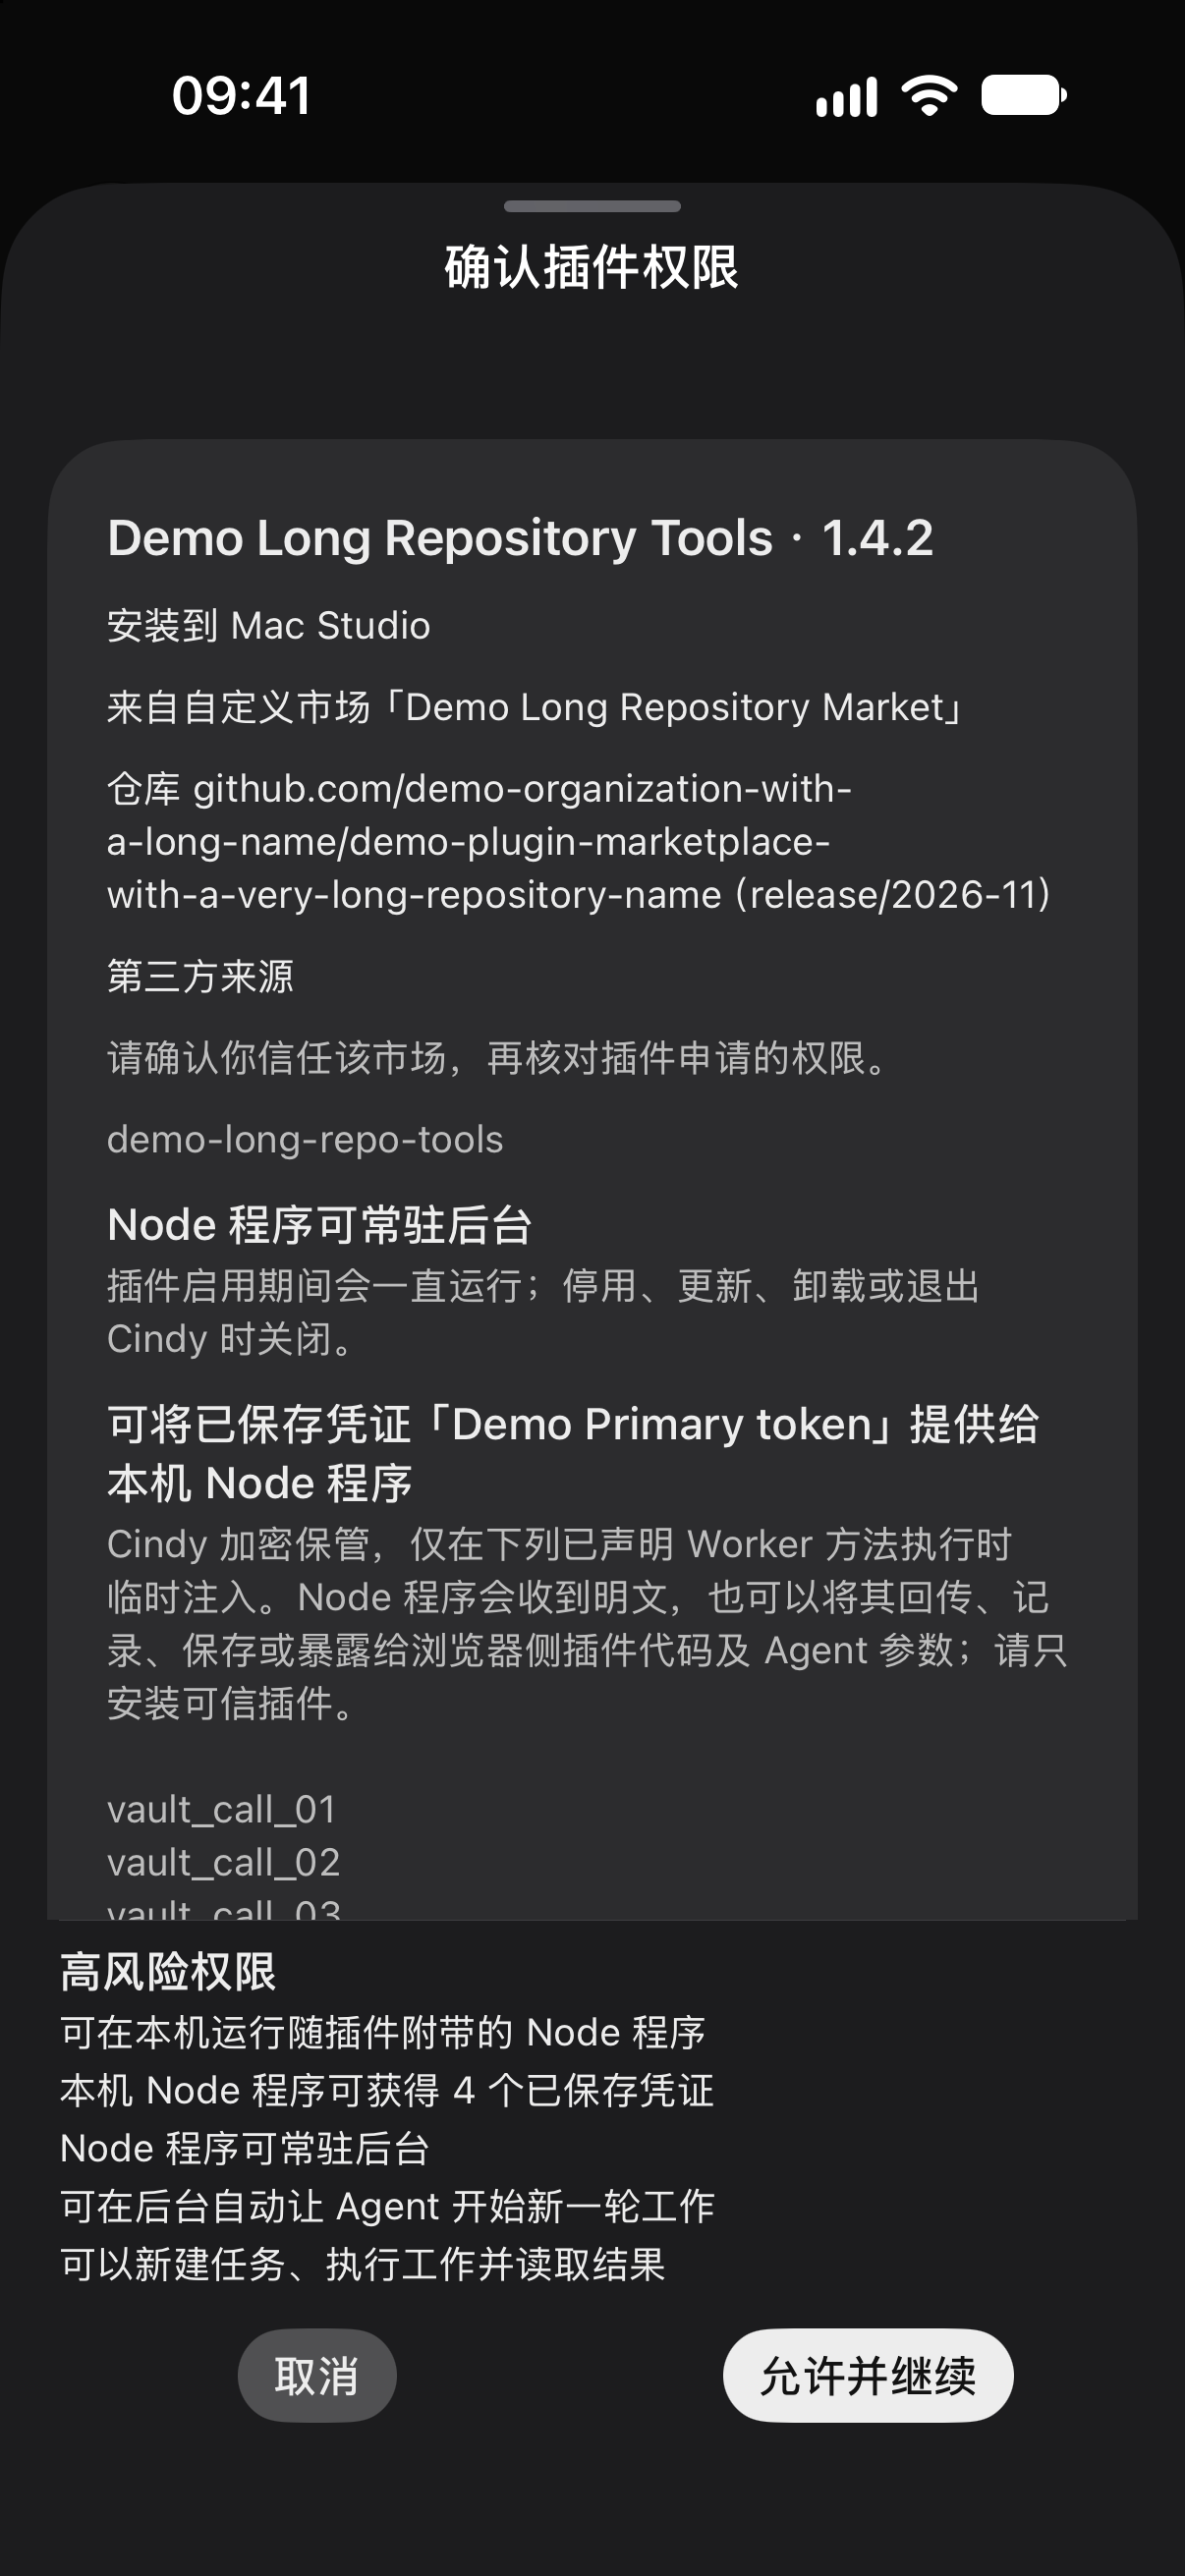 09:41
确认插件权限
Demo Long Repository Tools · 1.4.2
安装到 Mac Studio
来自自定义市场「Demo Long Repository Market」
仓库 github.com/demo-organization-with-
a-long-name/demo-plugin-marketplace-
with-a-very-long-repository-name (release/2026-11)
第三方来源
请确认你信任该市场，再核对插件申请的权限。
demo-long-repo-tools
Node 程序可常驻后台
插件启用期间会一直运行；停用、更新、卸载或退出
Cindy 时关闭。
可将已保存凭证「Demo Primary token」提供给
本机 Node 程序
Cindy 加密保管，仅在下列已声明 Worker 方法执行时
临时注入。Node 程序会收到明文，也可以将其回传、记
录、保存或暴露给浏览器侧插件代码及 Agent 参数；请只
安装可信插件。
vault_call_01
vault_call_02
vault_call_03
高风险权限
可在本机运行随插件附带的 Node 程序
本机 Node 程序可获得 4 个已保存凭证
Node 程序可常驻后台
可在后台自动让 Agent 开始新一轮工作
可以新建任务、执行工作并读取结果
取消
允许并继续